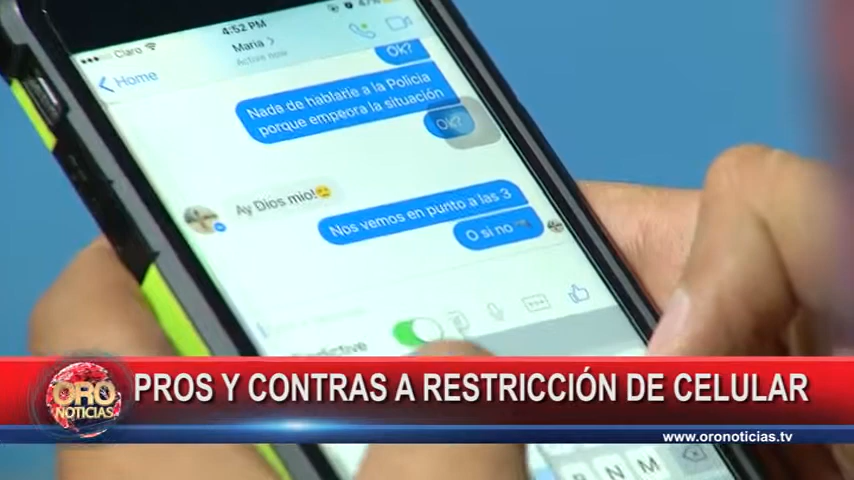 4:52 PM
47%
Claro
Maria >
Home
Active now
Ok?
Nada de hablarle a la Policia
porque empeora la situación
Ok?
Ay Dios mio!
Nos vemos en punto a las 3
O si no
B N M
ORO
NOTICIAS
PROS Y CONTRAS A RESTRICCIÓN DE CELULAR
www.oronoticias.tv